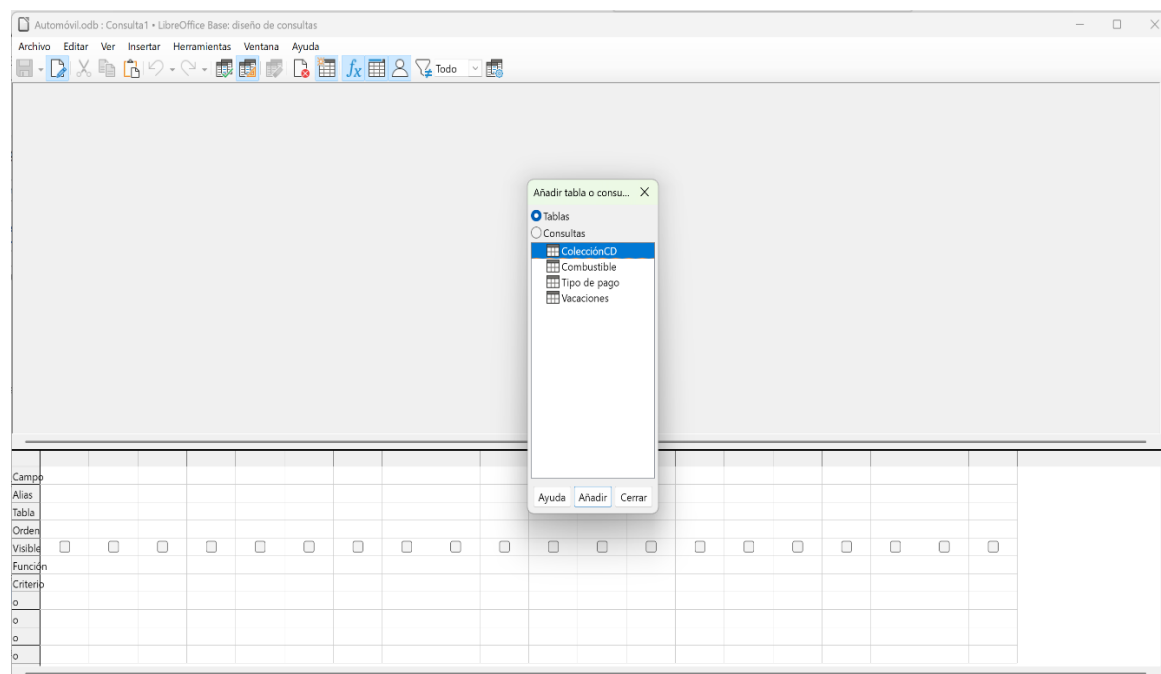 Automóvil.odb : Consulta1 • LibreOffice Base: diseño de consultas
Archivo Editar Ver Insertar Herramientas Ventana Ayuda
fx Todo
Añadir tabla o consu...
Tablas
Consultas
ColecciónCD
Combustible
Tipo de pago
Vacaciones
Ayuda Añadir Cerrar
Campo
Alias
Tabla
Orden
Visible
Función
Criterio
o
o
o
o